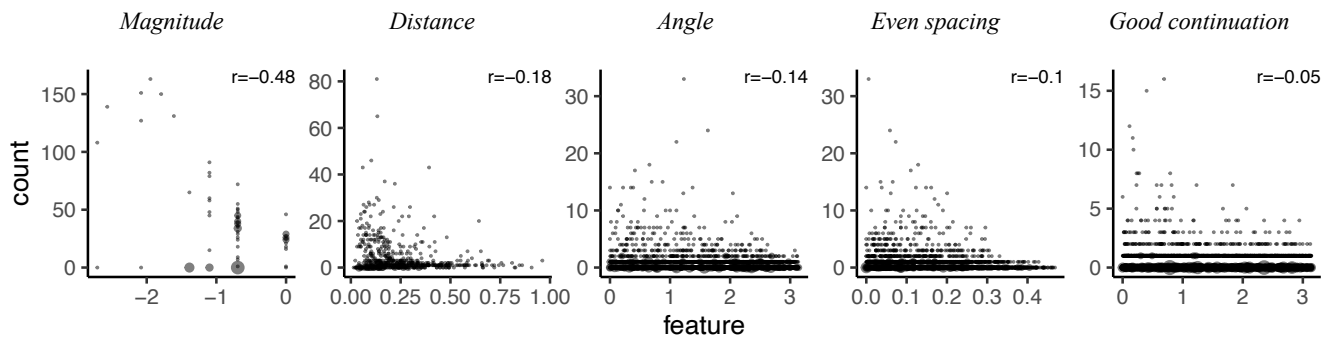 Magnitude Distance Angle Even spacing Good continuation
r=−0.48 r=−0.18 r=−0.14 r=−0.1 r=−0.05
count
150
100
50
0
−2 −1 0
80
60
40
20
0
0.00 0.25 0.50 0.75 1.00
30
20
10
0
0 1 2 3
30
20
10
0
0.0 0.1 0.2 0.3 0.4
15
10
5
0
0 1 2 3
feature